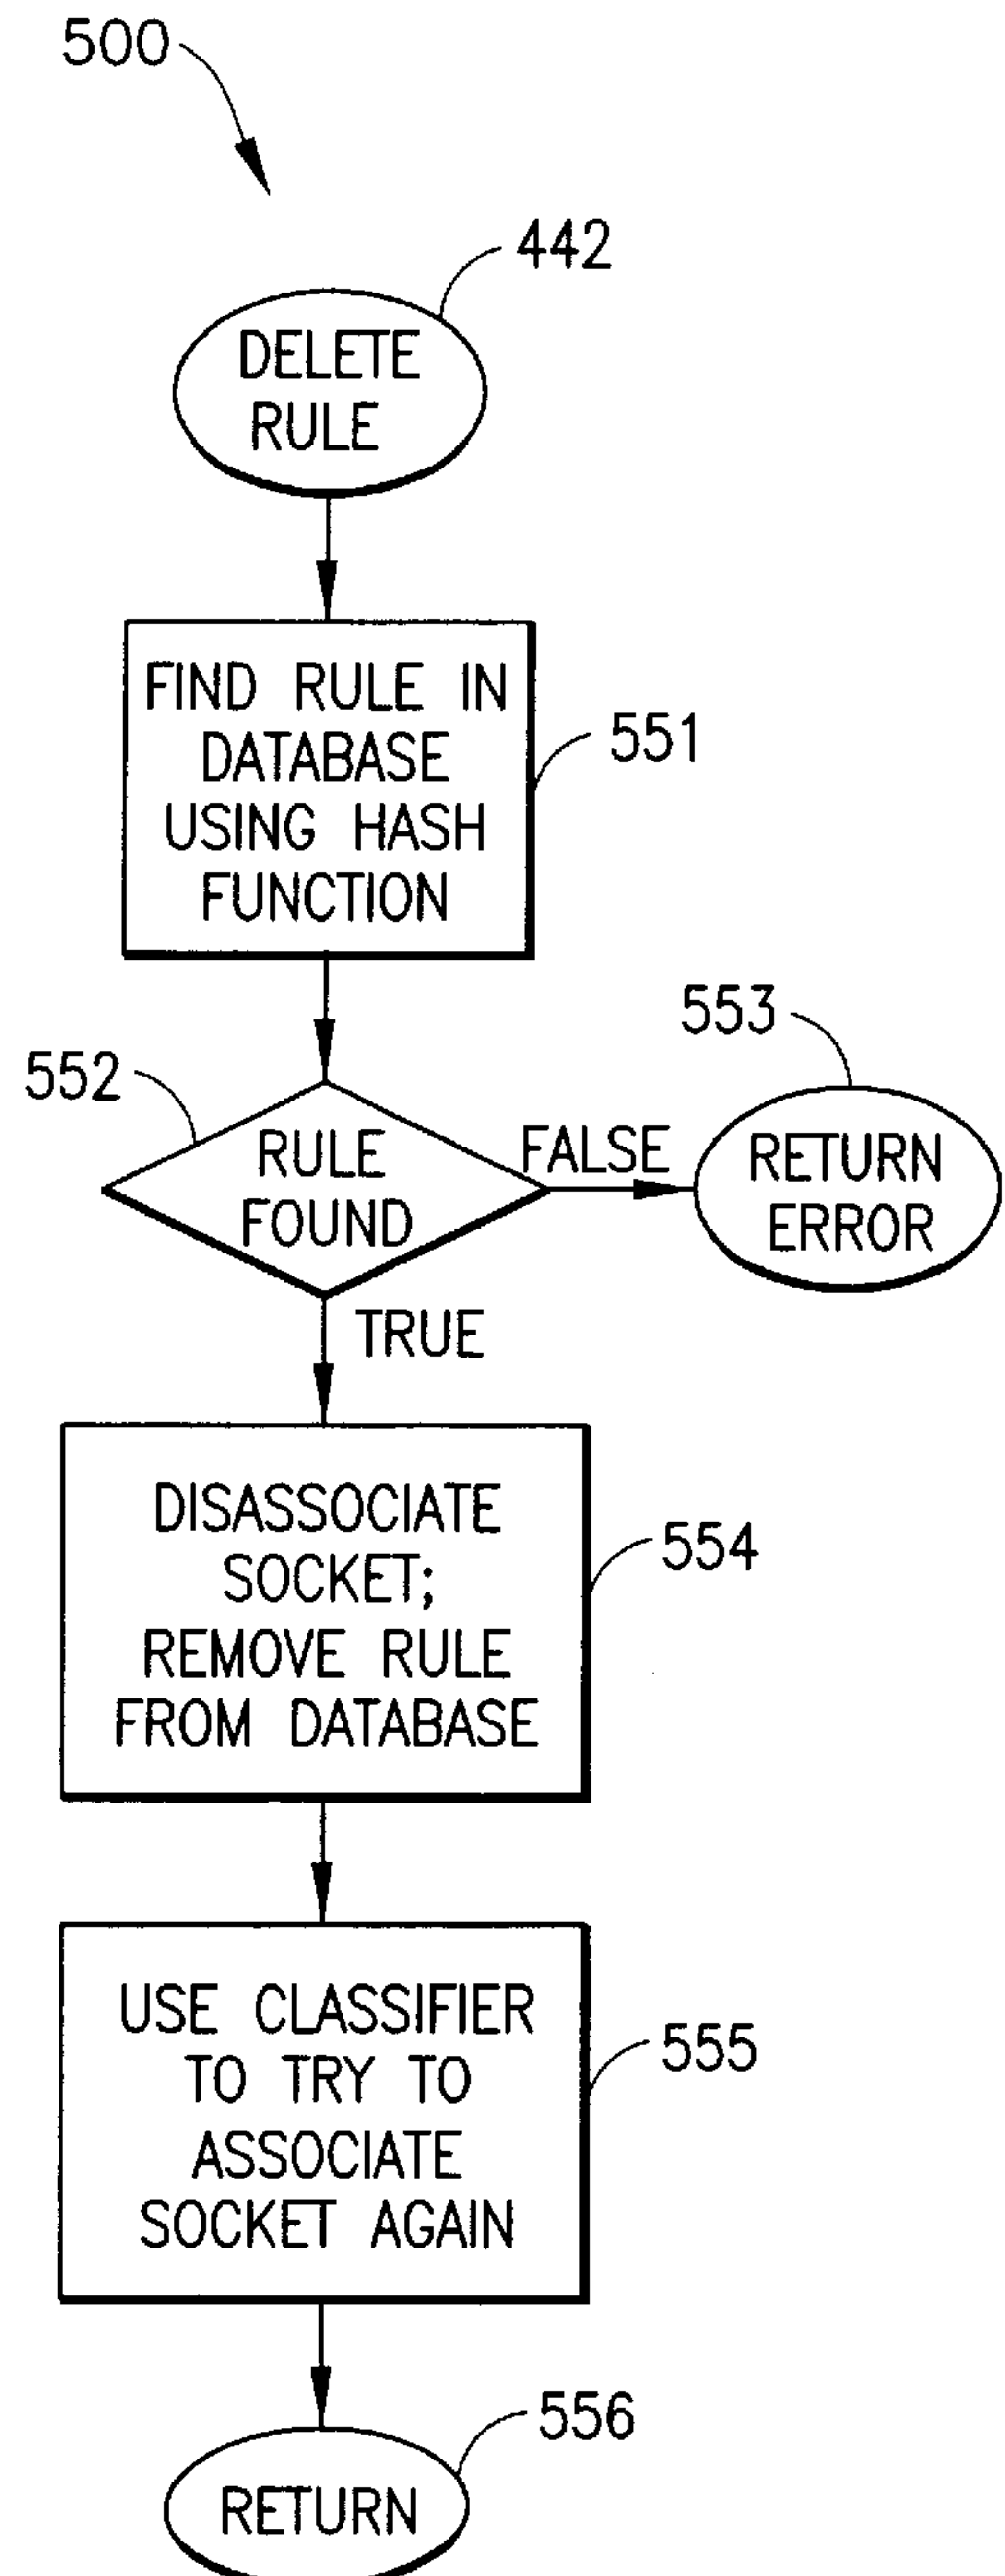 500
442
DELETE
RULE
FIND RULE IN
DATABASE
USING HASH
FUNCTION
551
553
552
RULE
FOUND
FALSE
RETURN
ERROR
TRUE
DISASSOCIATE
SOCKET;
REMOVE RULE
FROM DATABASE
554
USE CLASSIFIER
TO TRY TO
ASSOCIATE
SOCKET AGAIN
555
556
RETURN